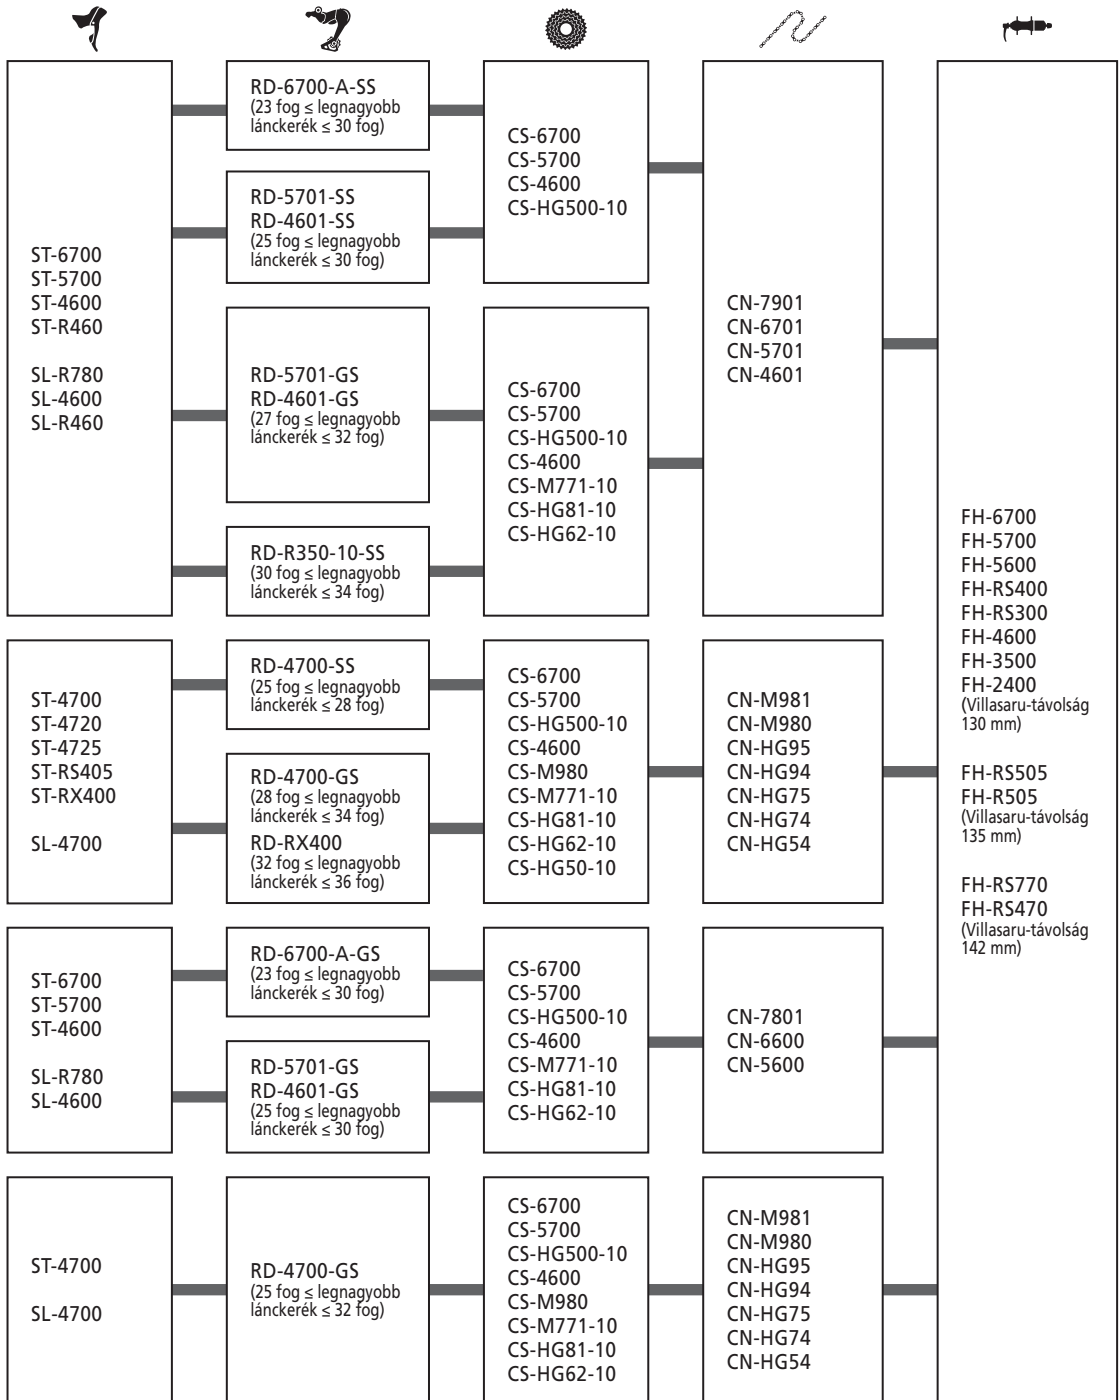 ST-6700
ST-5700
ST-4600
ST-R460
SL-R780
SL-4600
SL-R460
RD-6700-A-SS
(23 fog ≤ legnagyobb
lánckerék ≤ 30 fog)
RD-5701-SS
RD-4601-SS
(25 fog ≤ legnagyobb
lánckerék ≤ 30 fog)
RD-5701-GS
RD-4601-GS
(27 fog ≤ legnagyobb
lánckerék ≤ 32 fog)
RD-R350-10-SS
(30 fog ≤ legnagyobb
lánckerék ≤ 34 fog)
CS-6700
CS-5700
CS-4600
CS-HG500-10
CS-6700
CS-5700
CS-HG500-10
CS-4600
CS-M771-10
CS-HG81-10
CS-HG62-10
CN-7901
CN-6701
CN-5701
CN-4601
ST-4700
ST-4720
ST-4725
ST-RS405
ST-RX400
SL-4700
RD-4700-SS
(25 fog ≤ legnagyobb
lánckerék ≤ 28 fog)
RD-4700-GS
(28 fog ≤ legnagyobb
lánckerék ≤ 34 fog)
RD-RX400
(32 fog ≤ legnagyobb
lánckerék ≤ 36 fog)
CS-6700
CS-5700
CS-HG500-10
CS-4600
CS-M980
CS-M771-10
CS-HG81-10
CS-HG62-10
CS-HG50-10
CN-M981
CN-M980
CN-HG95
CN-HG94
CN-HG75
CN-HG74
CN-HG54
ST-6700
ST-5700
ST-4600
SL-R780
SL-4600
RD-6700-A-GS
(23 fog ≤ legnagyobb
lánckerék ≤ 30 fog)
RD-5701-GS
RD-4601-GS
(25 fog ≤ legnagyobb
lánckerék ≤ 30 fog)
CS-6700
CS-5700
CS-HG500-10
CS-4600
CS-M771-10
CS-HG81-10
CS-HG62-10
CN-7801
CN-6600
CN-5600
ST-4700
SL-4700
RD-4700-GS
(25 fog ≤ legnagyobb
lánckerék ≤ 32 fog)
CS-6700
CS-5700
CS-HG500-10
CS-4600
CS-M980
CS-M771-10
CS-HG81-10
CS-HG62-10
CN-M981
CN-M980
CN-HG95
CN-HG94
CN-HG75
CN-HG74
CN-HG54
FH-6700
FH-5700
FH-5600
FH-RS400
FH-RS300
FH-4600
FH-3500
FH-2400
(Villasaru-távolság
130 mm)
FH-RS505
FH-R505
(Villasaru-távolság
135 mm)
FH-RS770
FH-RS470
(Villasaru-távolság
142 mm)